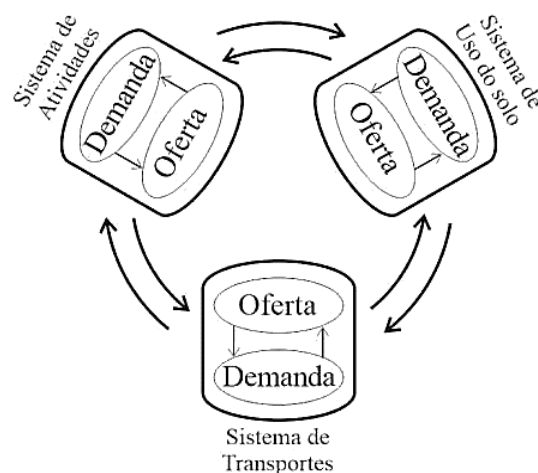 Sistema de
Atividades
Demanda
Oferta
Sistema de
Uso do solo
Demanda
Oferta
Oferta
Demanda
Sistema de
Transportes